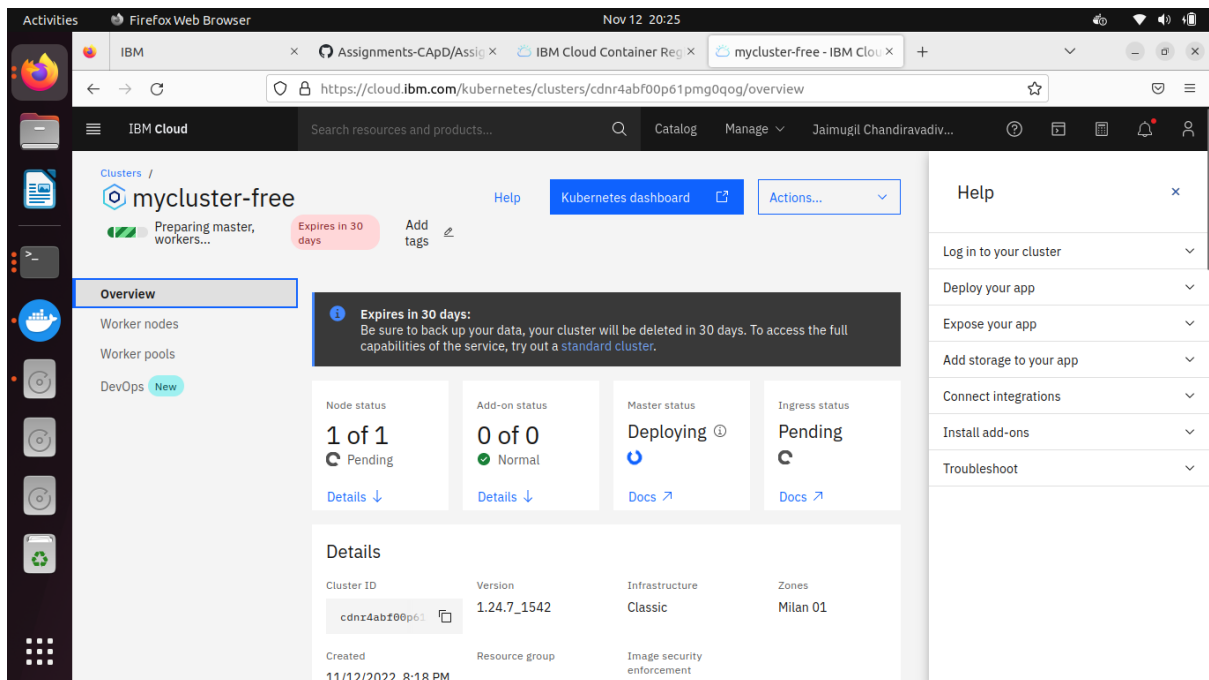 Activities
Firefox Web Browser
Nov 12 20:25
IBM
Assignments-CApD/Assig
IBM Cloud Container Reg
mycluster-free - IBM Clou
https://cloud.ibm.com/kubernetes/clusters/cdnr4abf00p61pmg0qog/overview
IBM Cloud
Search resources and products...
Catalog
Manage
Jaimugil Chandiravadiv...
Clusters /
mycluster-free
Help
Kubernetes dashboard
Actions...
Preparing master,
workers...
Expires in 30
days
Add
tags
Overview
Worker nodes
Worker pools
DevOps New
Expires in 30 days:
Be sure to back up your data, your cluster will be deleted in 30 days. To access the full
capabilities of the service, try out a standard cluster.
Node status
1 of 1
Pending
Details ↓
Add-on status
0 of 0
Normal
Details ↓
Master status
Deploying
Docs ↗
Ingress status
Pending
Docs ↗
Details
Cluster ID
cdnr4abf00p61
Version
1.24.7_1542
Infrastructure
Classic
Zones
Milan 01
Created
11/12/2022, 8:18 PM
Resource group
Image security
enforcement
Help
Log in to your cluster
Deploy your app
Expose your app
Add storage to your app
Connect integrations
Install add-ons
Troubleshoot